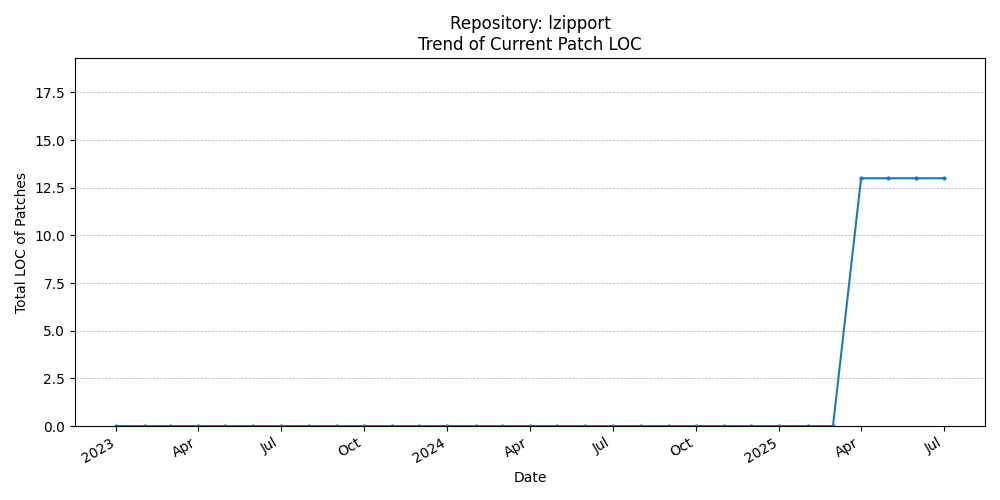 Repository: lzipport
Trend of Current Patch LOC
17.5
15.0
12.5
10.0
7.5
5.0
2.5
0.0
Total LOC of Patches
2023
Apr
Jul
Oct
2024
Apr
Jul
Oct
2025
Apr
Jul
Date